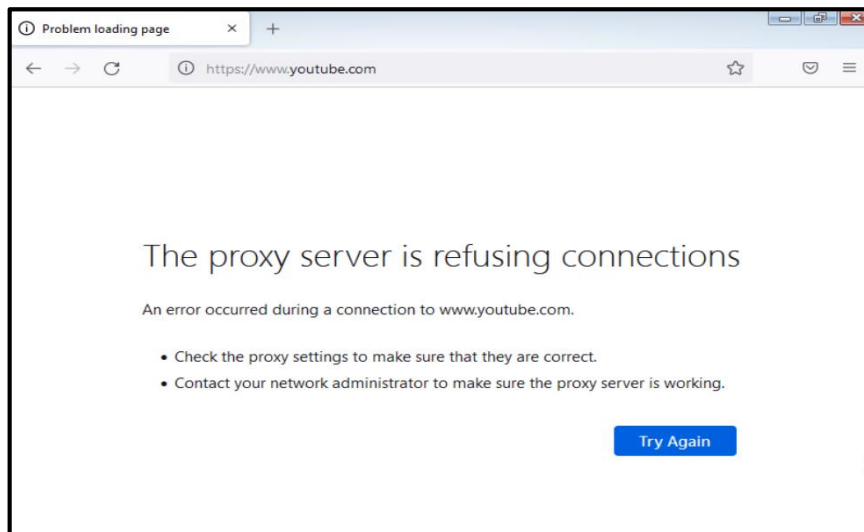 Problem loading page
https://www.youtube.com
The proxy server is refusing connections
An error occurred during a connection to www.youtube.com.
• Check the proxy settings to make sure that they are correct.
• Contact your network administrator to make sure the proxy server is working.
Try Again